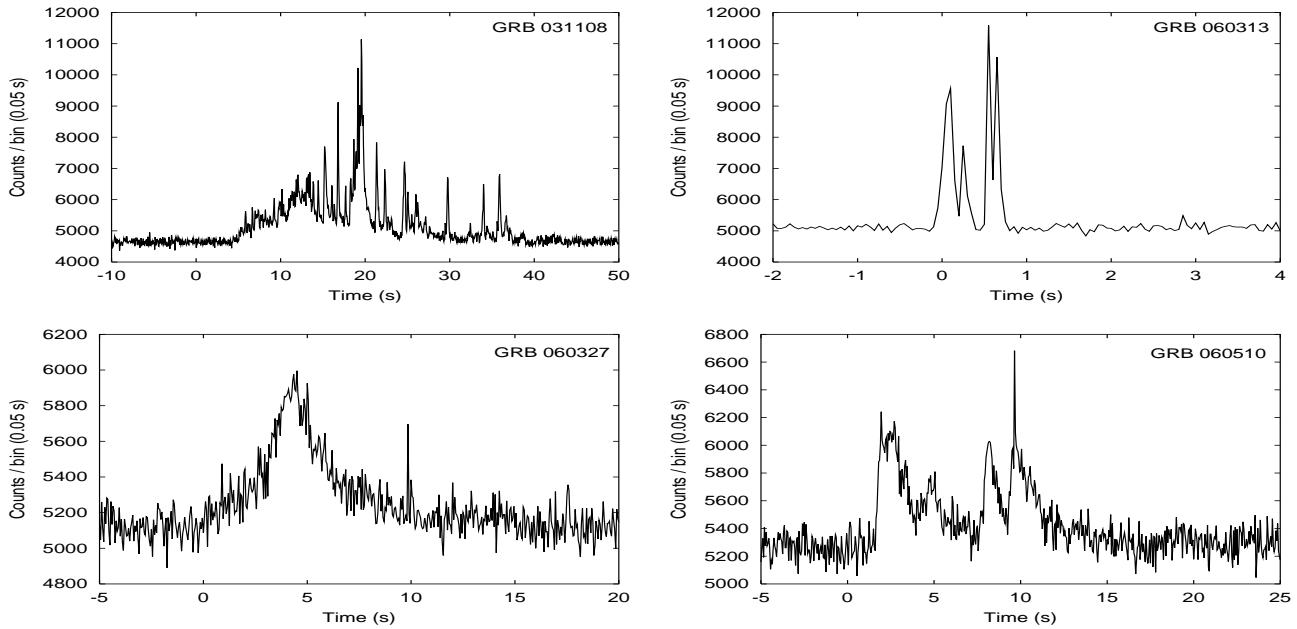 12000
11000
10000
9000
8000
7000
6000
5000
4000
Counts / bin (0.05 s)
GRB 031108
-10 0 10 20 30 40 50
Time (s)
12000
11000
10000
9000
8000
7000
6000
5000
4000
Counts / bin (0.05 s)
GRB 060313
-2 -1 0 1 2 3 4
Time (s)
6200
6000
5800
5600
5400
5200
5000
4800
Counts / bin (0.05 s)
GRB 060327
-5 0 5 10 15 20
Time (s)
6800
6600
6400
6200
6000
5800
5600
5400
5200
5000
Counts / bin (0.05 s)
GRB 060510
-5 0 5 10 15 20 25
Time (s)